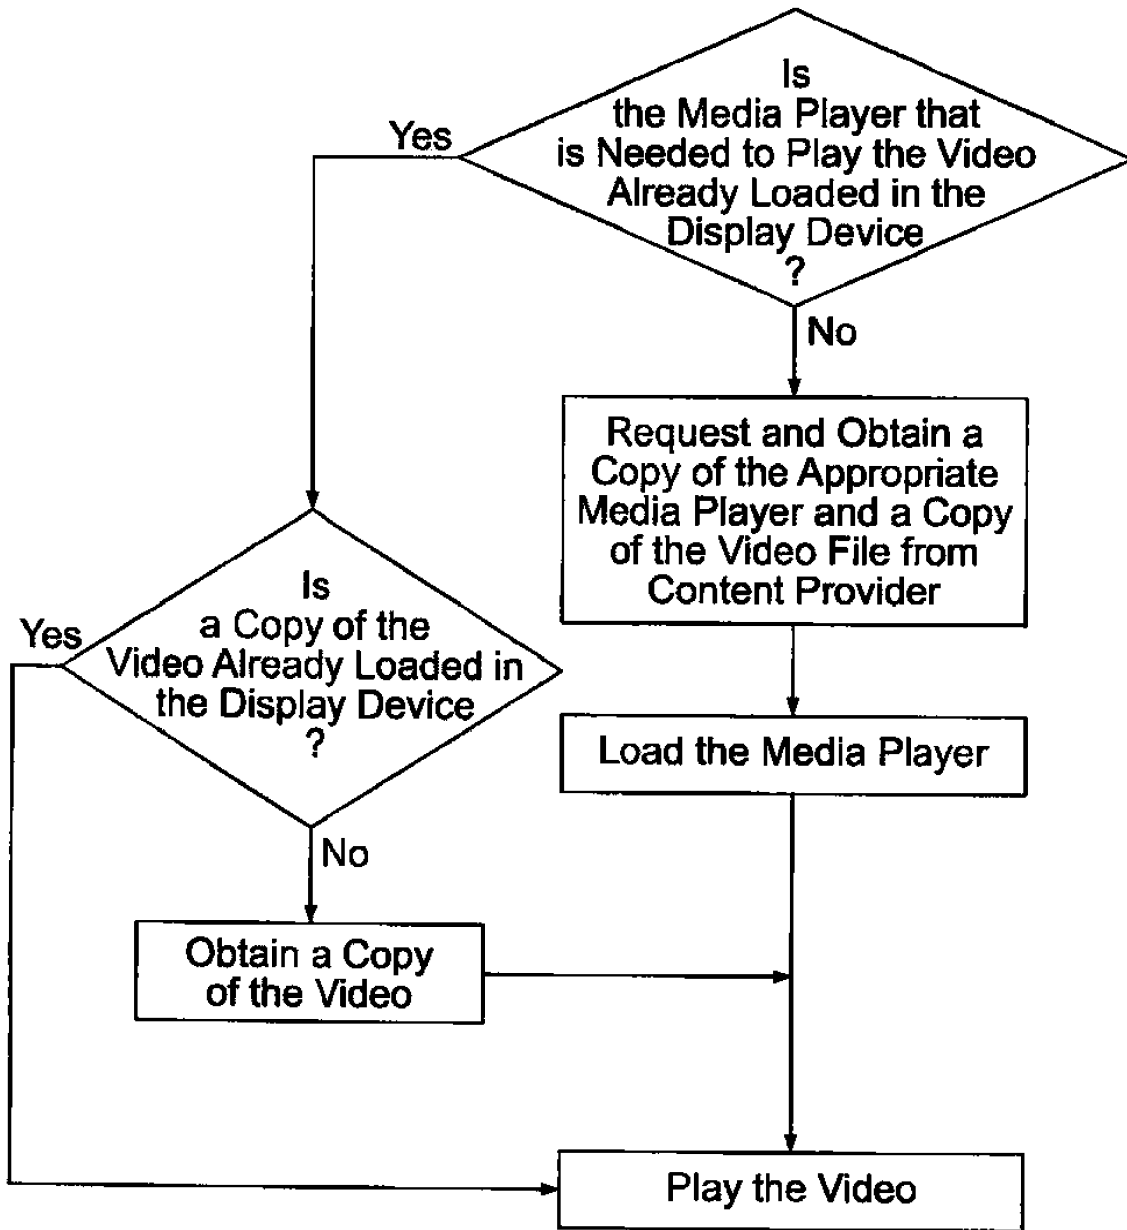 Is
the Media Player that
is Needed to Play the Video
Already Loaded in the
Display Device
?
Yes
No
Request and Obtain a
Copy of the Appropriate
Media Player and a Copy
of the Video File from
Content Provider
Is
a Copy of the
Video Already Loaded in
the Display Device
?
Yes
No
Load the Media Player
Obtain a Copy
of the Video
Play the Video